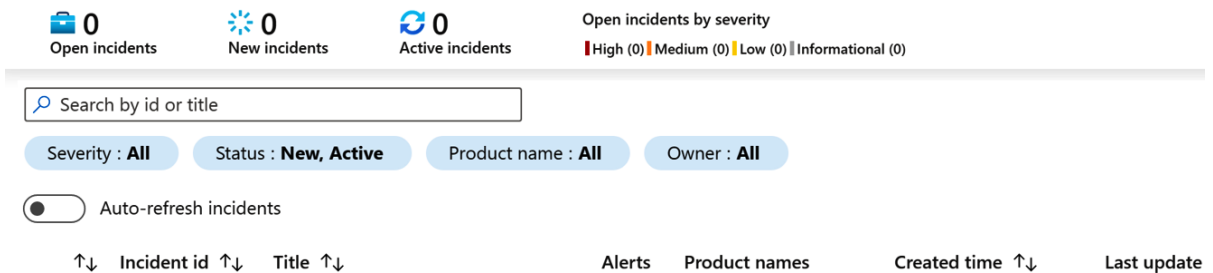 0 0 0 Open incidents by severity
Open incidents New incidents Active incidents High (0) Medium (0) Low (0) Informational (0)
Search by id or title
Severity : All Status : New, Active Product name : All Owner : All
Auto-refresh incidents
↑↓ Incident id ↑↓ Title ↑↓ Alerts Product names Created time ↑↓ Last update